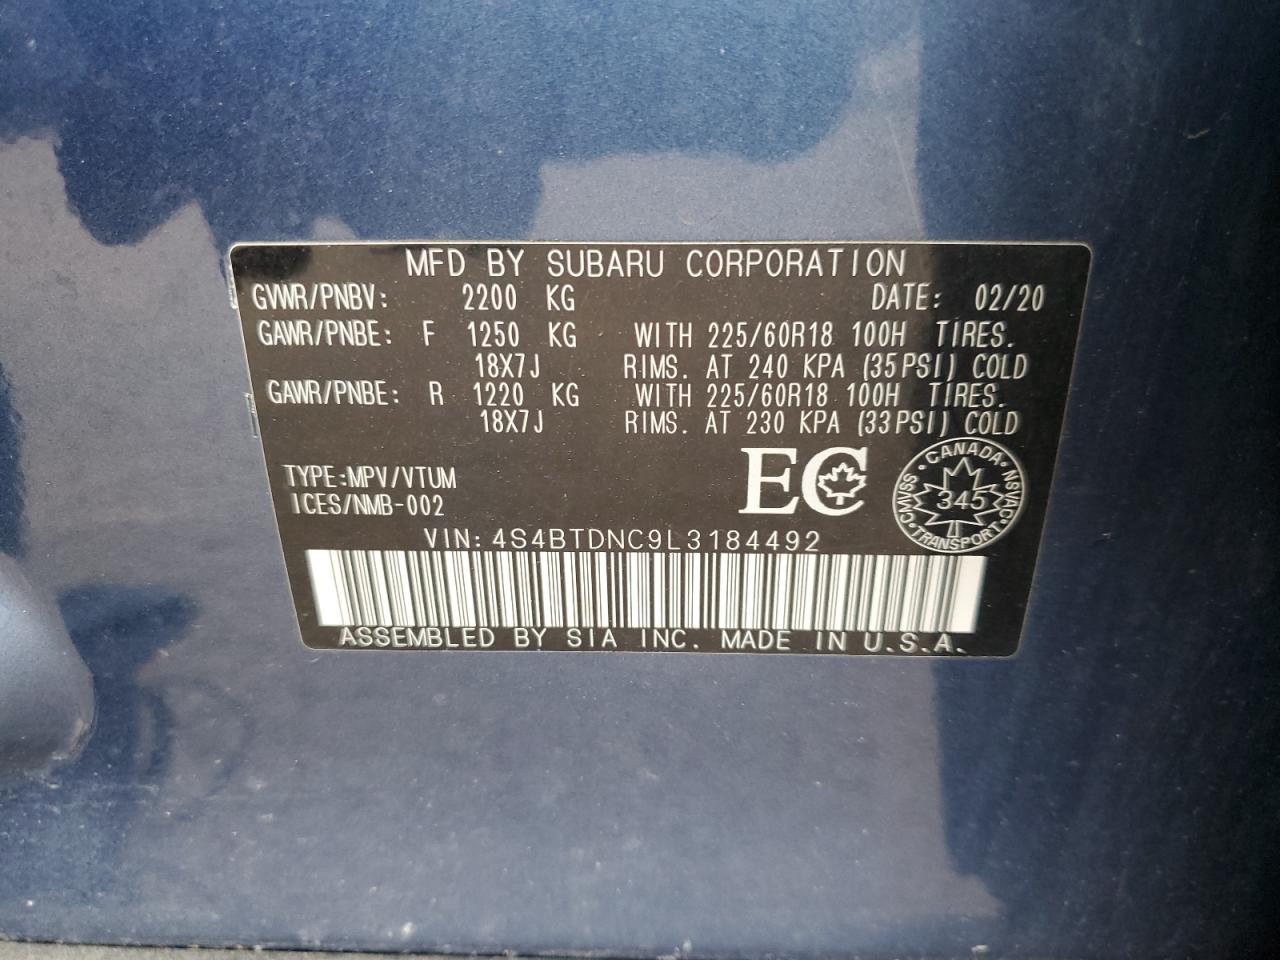 MFD BY SUBARU CORPORATION
GVWR/PNBV: 2200 KG DATE: 02/20
GAWR/PNBE: F 1250 KG WITH 225/60R18 100H TIRES.
18X7J RIMS. AT 240 KPA (35PSI) COLD
GAWR/PNBE: R 1220 KG WITH 225/60R18 100H TIRES.
18X7J RIMS. AT 230 KPA (33PSI) COLD
EC
CANADA
CMVSS 345 NSVAC
TRANSPORT
TYPE:MPV/VTUM
ICES/NMB-002
VIN: 4S4BTDNC9L3184492
ASSEMBLED BY SIA INC. MADE IN U.S.A.